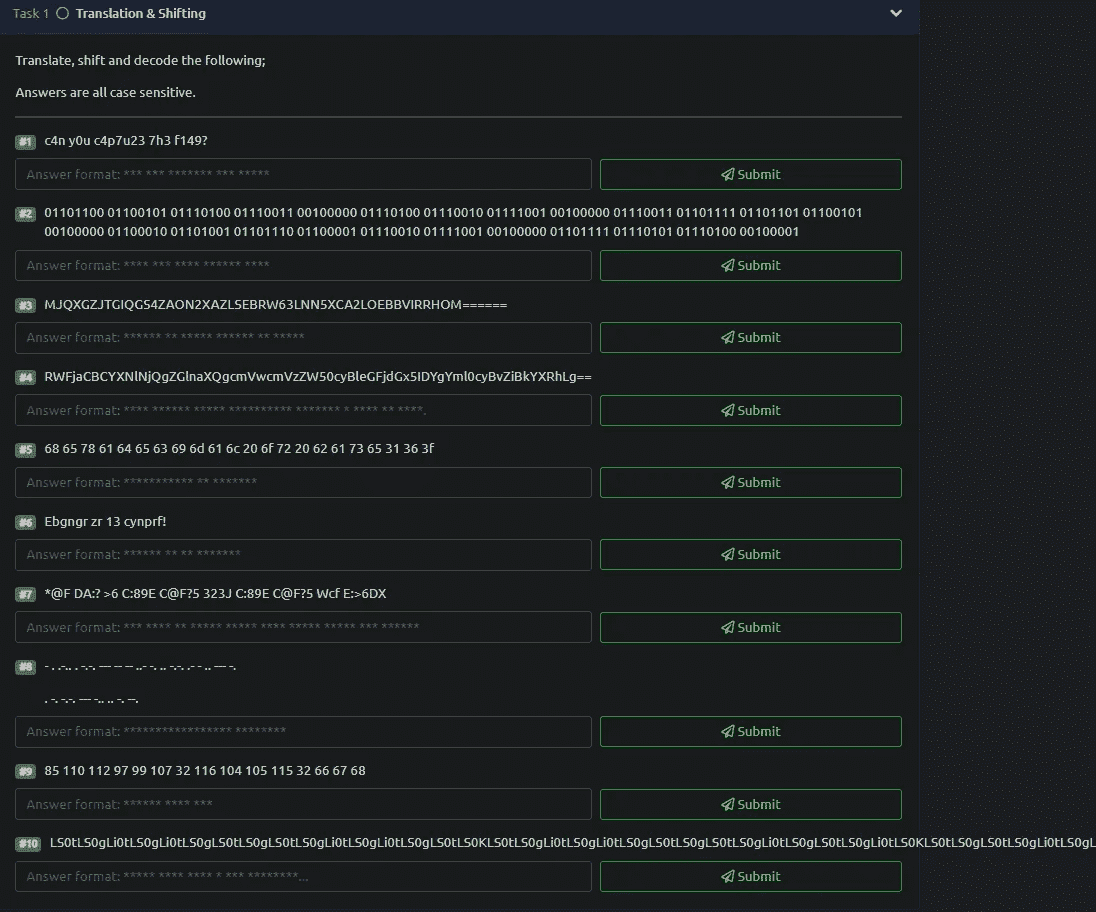 Task 1 Translation & Shifting
Translate, shift and decode the following;
Answers are all case sensitive.
#1 c4n y0u c4p7u23 7h3 f149?
Answer format: *** *** ******* *** *****
Submit
#2 01101100 01100101 01110100 01110011 00100000 01110100 01110010 01111001 00100000 01110011 01101111 01101101 01100101
00100000 01100010 01101001 01101110 01100001 01110010 01111001 00100000 01101111 01110101 01110100 00100001
Answer format: **** *** **** ****** ****
Submit
#3 MJQXGZJTGIQGS4ZAON2XAZLSEBRW63LNN5XCA2LOEBBVIRRHOM======
Answer format: ****** ** ***** ****** ** *****
Submit
#4 RWFjaCBCYXNlNjQgZGlnaXQgcmVwcmVzZW50cyBleGFjdGx5IDYgYml0cyBvZiBkYXRhLg==
Answer format: **** ****** ***** ********** ******* * **** ** ****.
Submit
#5 68 65 78 61 64 65 63 69 6d 61 6c 20 6f 72 20 62 61 73 65 31 36 3f
Answer format: *********** ** *******
Submit
#6 Ebgngr zr 13 cynprf!
Answer format: ****** ** ** *******
Submit
#7 *@F DA:? >6 C:89E C@F?5 323J C:89E C@F?5 Wcf E:>6DX
Answer format: *** **** ** ***** ***** **** ***** ***** *** ******
Submit
#8 - . .-.. . -.-. --- -- -- ..- -. .. -.-. .- - .. --- -.
. -. -.-. --- -.. .. -. --.
Answer format: ***************** ********
Submit
#9 85 110 112 97 99 107 32 116 104 105 115 32 66 67 68
Answer format: ****** **** ***
Submit
#10 LS0tLS0gLi0tLS0gLi0tLS0gLS0tLS0gLS0tLS0gLi0tLS0gLi0tLS0gLS0tLS0KLS0tLS0gLi0tLS0gLi0tLS0gLS0tLS0gLS0tLS0gLi0tLS0gLS0tLS0gLi0tLS0KLS0tLS0gLS0tLS0gLi0tLS0gL
Answer format: ***** **** **** * *** ********...
Submit